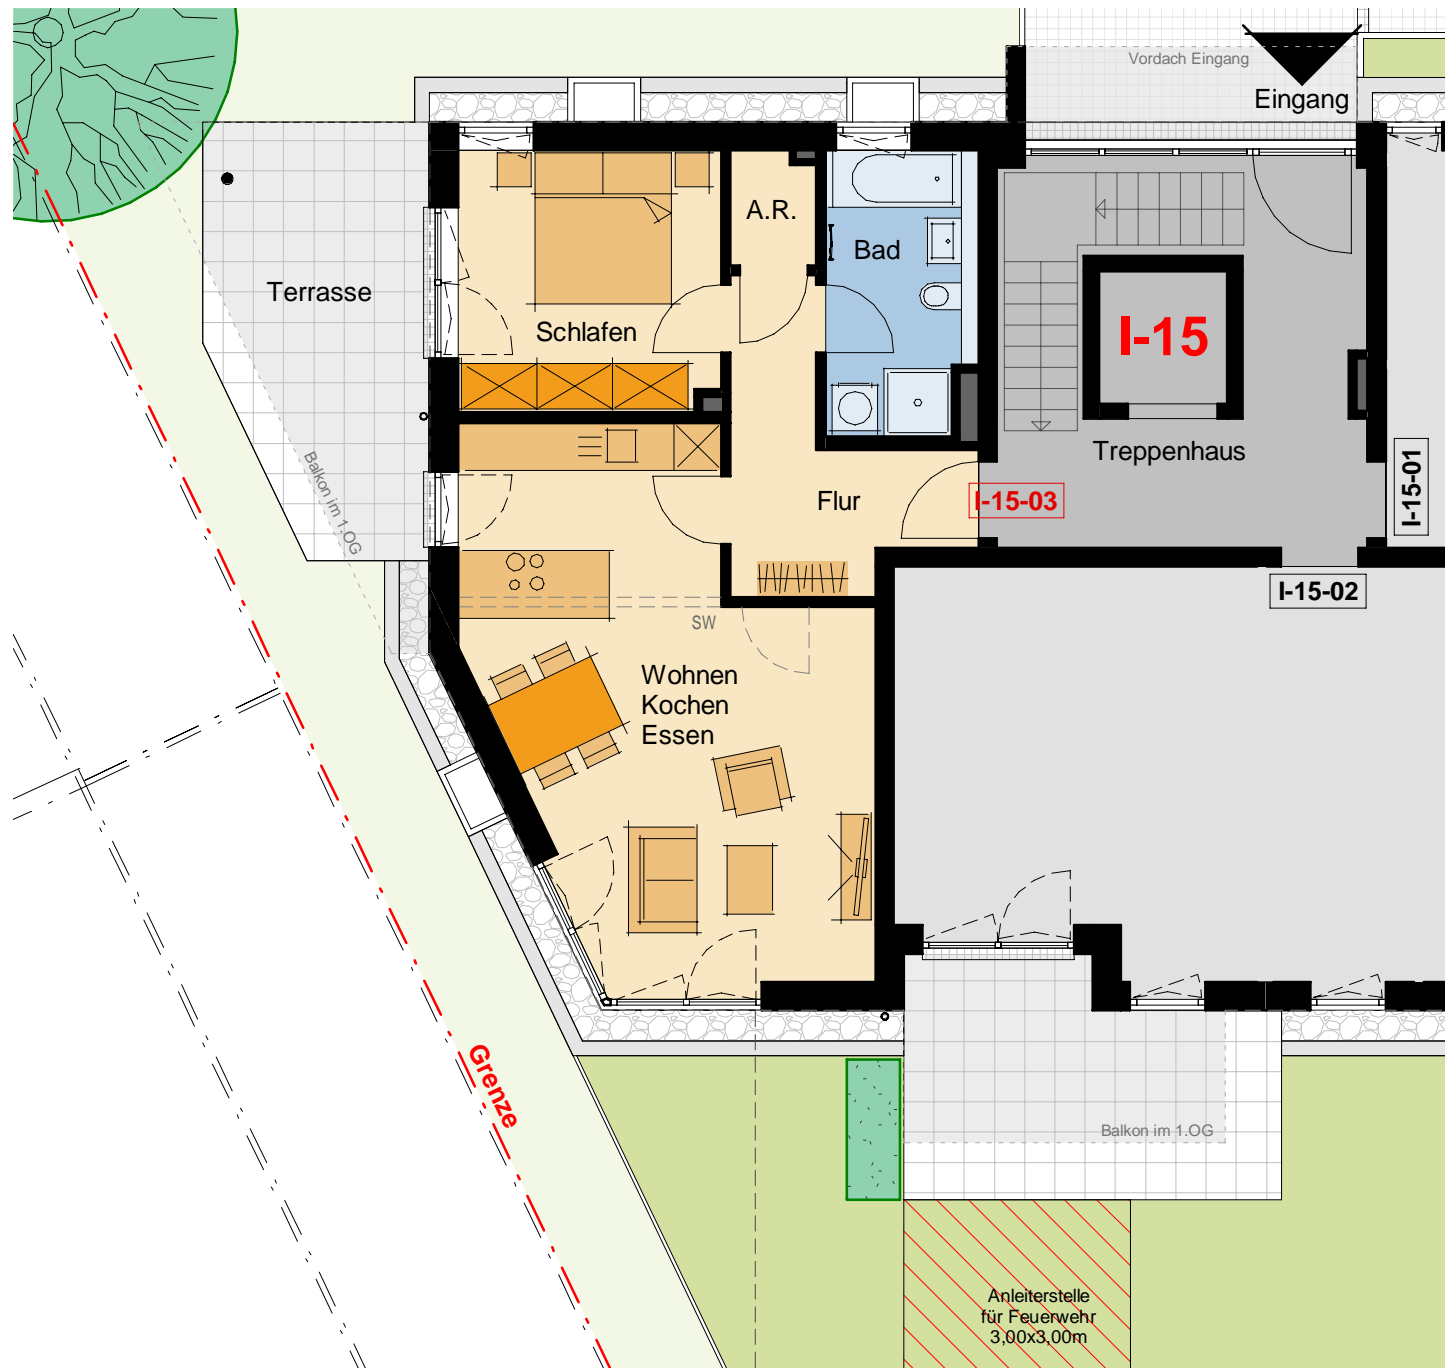 Vordach Eingang
Eingang
A.R.
Bad
Terrasse
Schlafen
I-15
Treppenhaus
Balkon im 1.OG
Flur
I-15-03
I-15-01
I-15-02
SW
Wohnen
Kochen
Essen
Grenze
Balkon im 1.OG
Anleiterstelle
für Feuerwehr
3,00x3,00m